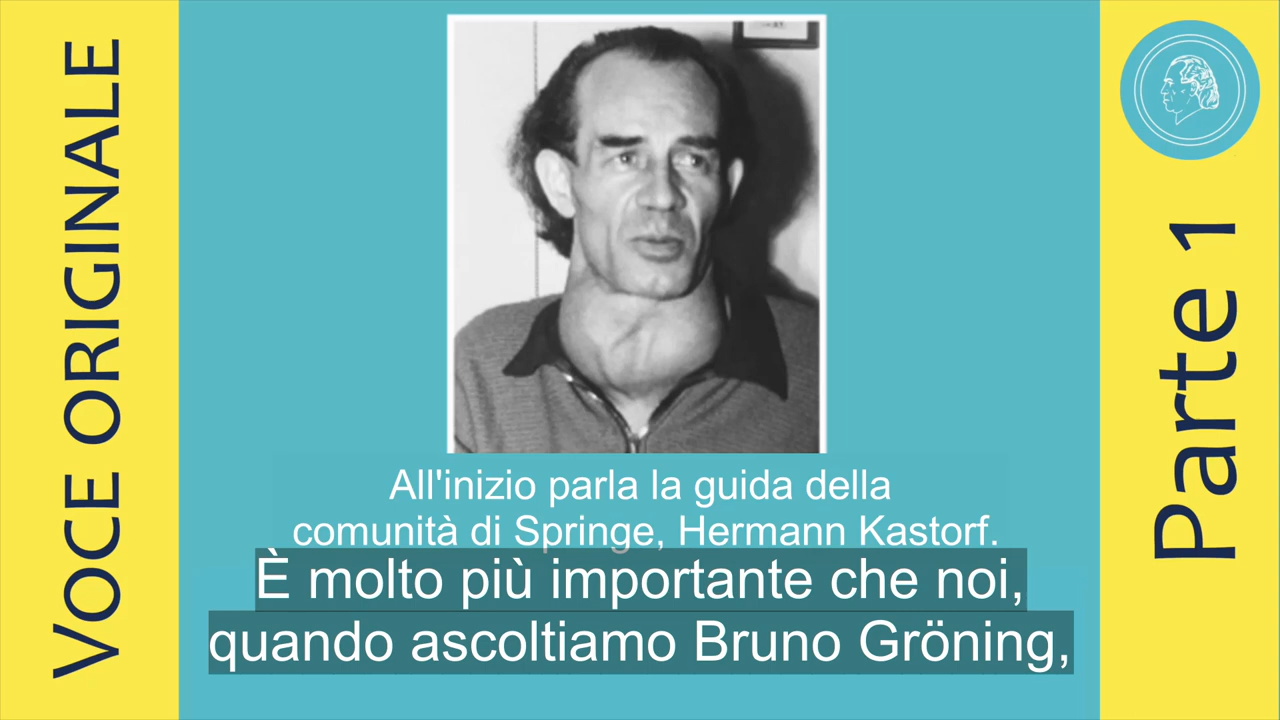 VOCE ORIGINALE
All'inizio parla la guida della
comunità di Springe, Hermann Kastorf.
È molto più importante che noi,
quando ascoltiamo Bruno Gröning,
Parte 1